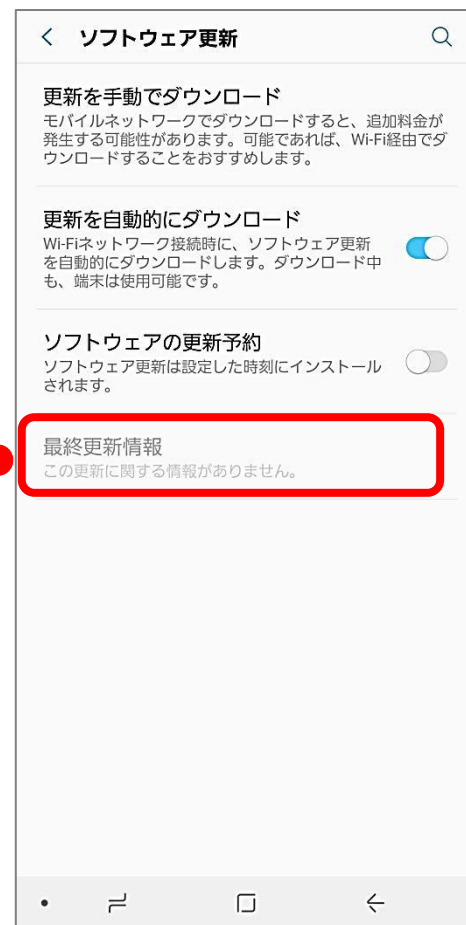 ソフトウェア更新
更新を手動でダウンロード
モバイルネットワークでダウンロードすると、追加料金が
発生する可能性があります。可能であれば、Wi-Fi経由でダ
ウンロードすることをおすすめします。
更新を自動的にダウンロード
Wi-Fiネットワーク接続時に、ソフトウェア更新
を自動的にダウンロードします。ダウンロード中
も、端末は使用可能です。
ソフトウェアの更新予約
ソフトウェア更新は設定した時刻にインストール
されます。
最終更新情報
この更新に関する情報がありません。